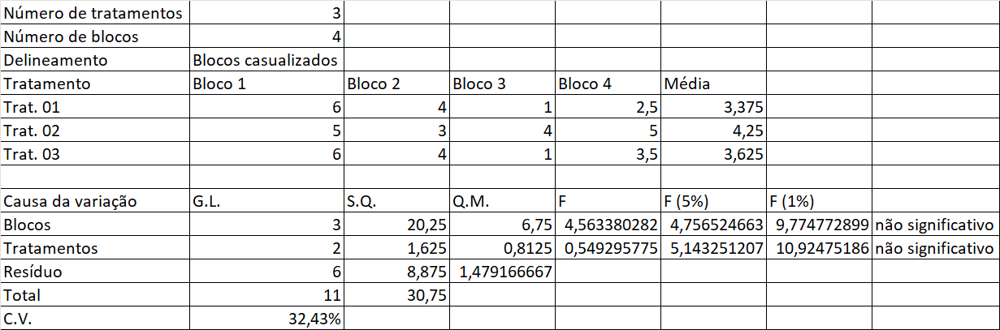 Número de tratamentos 3
Número de blocos 4
Delineamento Blocos casualizados
Tratamento Bloco 1 Bloco 2 Bloco 3 Bloco 4 Média
Trat. 01 6 4 1 2,5 3,375
Trat. 02 5 3 4 5 4,25
Trat. 03 6 4 1 3,5 3,625
Causa da variação G.L. S.Q. Q.M. F F (5%) F (1%)
Blocos 3 20,25 6,75 4,563380282 4,756524663 9,774772899 não significativo
Tratamentos 2 1,625 0,8125 0,549295775 5,143251207 10,92475186 não significativo
Resíduo 6 8,875 1,479166667
Total 11 30,75
C.V. 32,43%